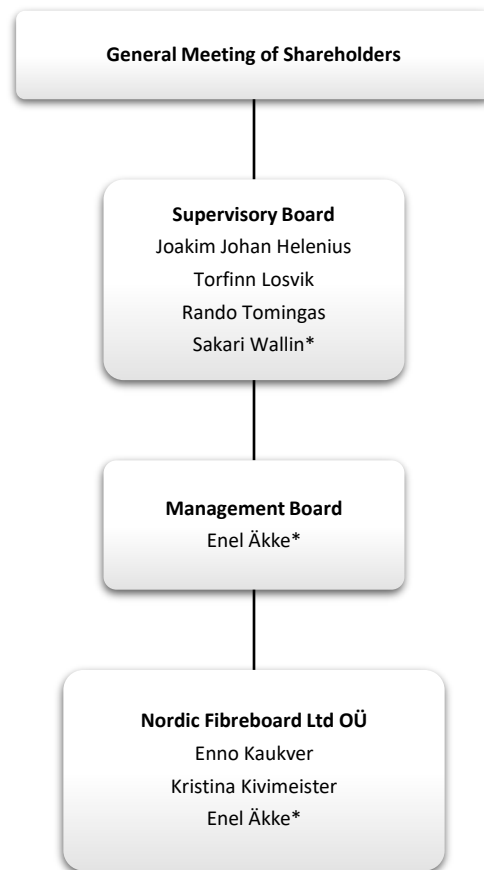 General Meeting of Shareholders
Supervisory Board
Joakim Johan Helenius
Torfinn Losvik
Rando Tomingas
Sakari Wallin*
Management Board
Enel Äkke*
Nordic Fibreboard Ltd OÜ
Enno Kaukver
Kristina Kivimeister
Enel Äkke*